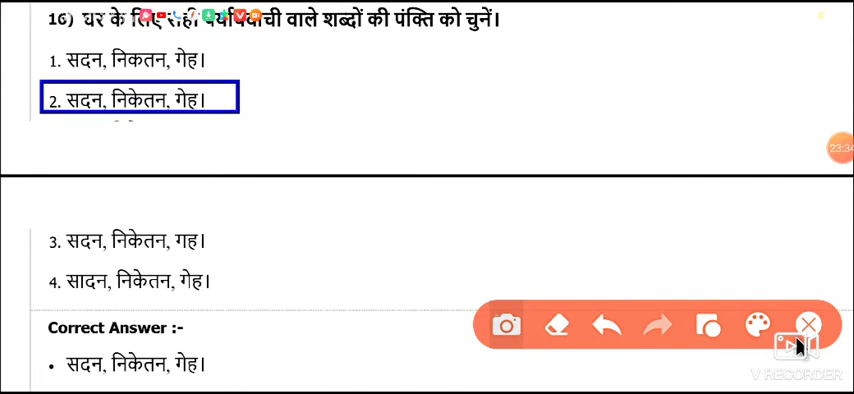 16) घर के लिए सही पर्यायवाची वाले शब्दों की पंक्ति को चुनें।
1. सदन, निकतन, गेह।
2. सदन, निकेतन, गेह।
23:34
3. सदन, निकेतन, गह।
4. सादन, निकेतन, गेह।
Correct Answer :-
• सदन, निकेतन, गेह।
V RECORDER